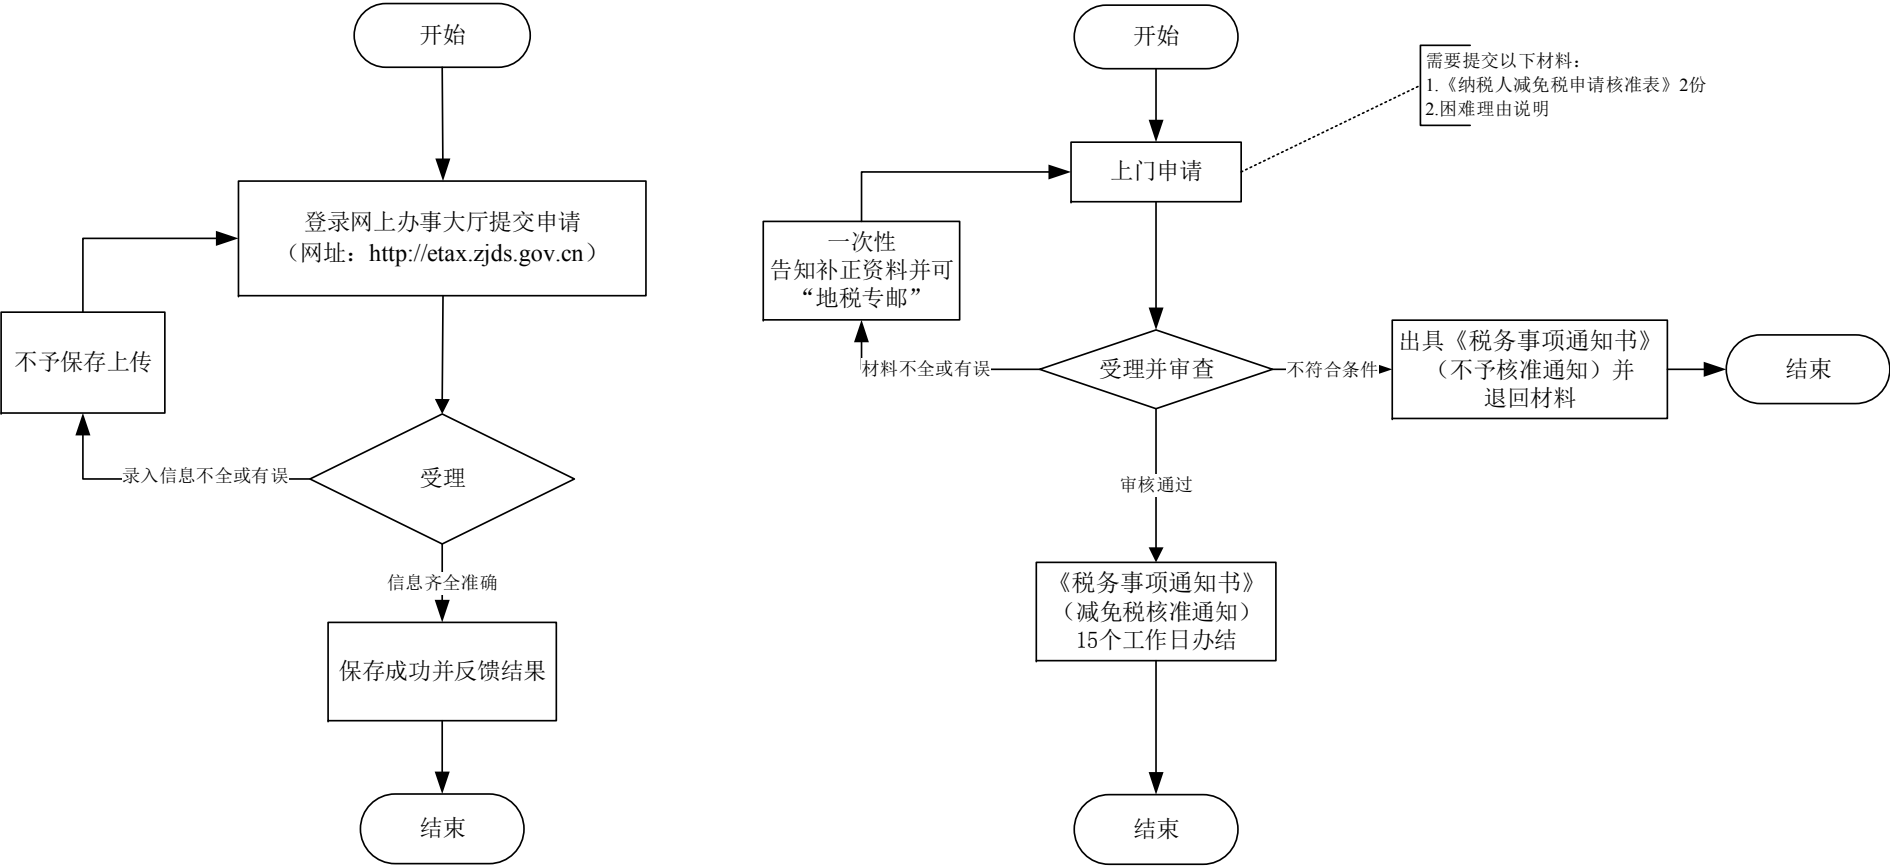 开始
登录网上办事大厅提交申请
（网址：http://etax.zjds.gov.cn）
不予保存上传
录入信息不全或有误
受理
信息齐全准确
保存成功并反馈结果
结束
开始
需要提交以下材料：
1.《纳税人减免税申请核准表》2份
2.困难理由说明
上门申请
一次性
告知补正资料并可
“地税专邮”
材料不全或有误
受理并审查
不符合条件
出具《税务事项通知书》
（不予核准通知）并
退回材料
结束
审核通过
《税务事项通知书》
（减免税核准通知）
15个工作日办结
结束